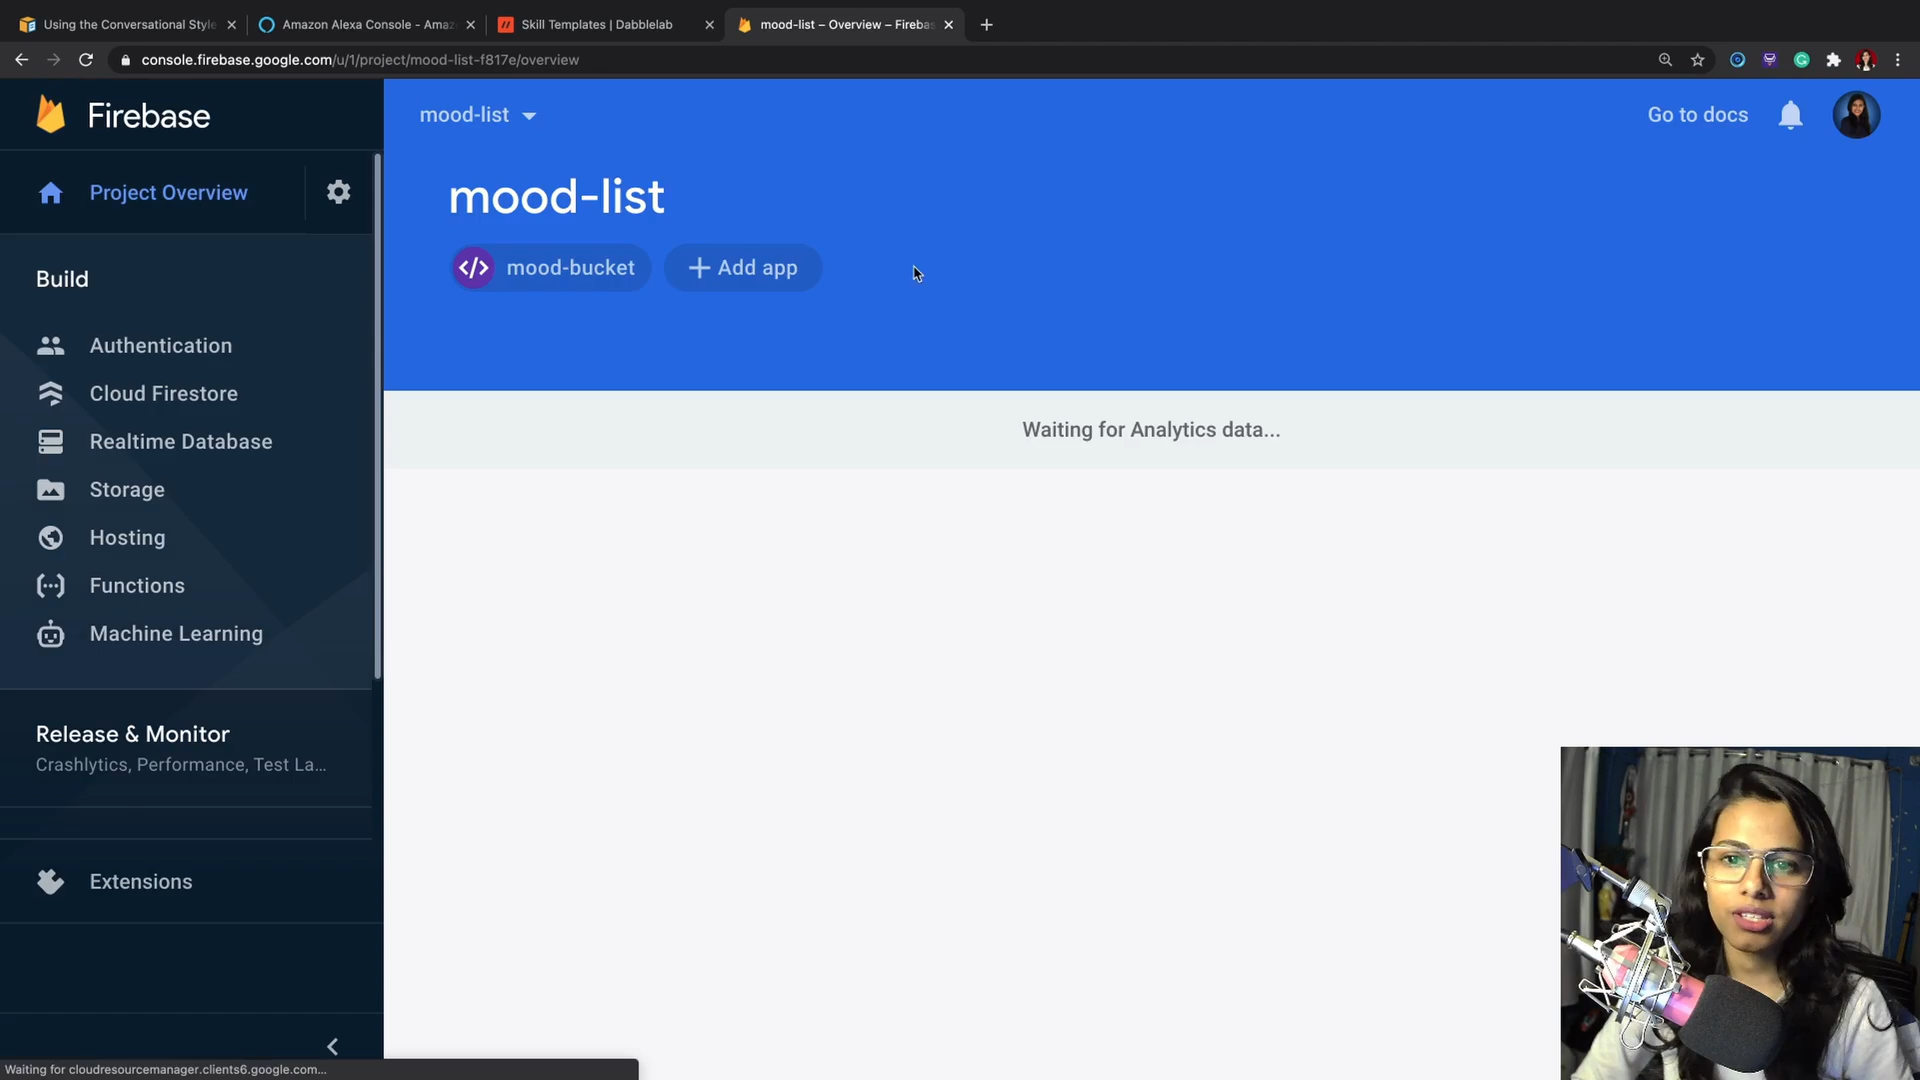 Using the Conversational Style
Amazon Alexa Console - Amaz
Skill Templates | Dabblelab
mood-list – Overview – Fireba
console.firebase.google.com/u/1/project/mood-list-f817e/overview
Firebase
mood-list
Go to docs
Project Overview
mood-list
mood-bucket
Add app
Build
Authentication
Cloud Firestore
Realtime Database
Storage
Hosting
Functions
Machine Learning
Waiting for Analytics data...
Release & Monitor
Crashlytics, Performance, Test La...
Extensions
Waiting for cloudresourcemanager.clients6.google.com...